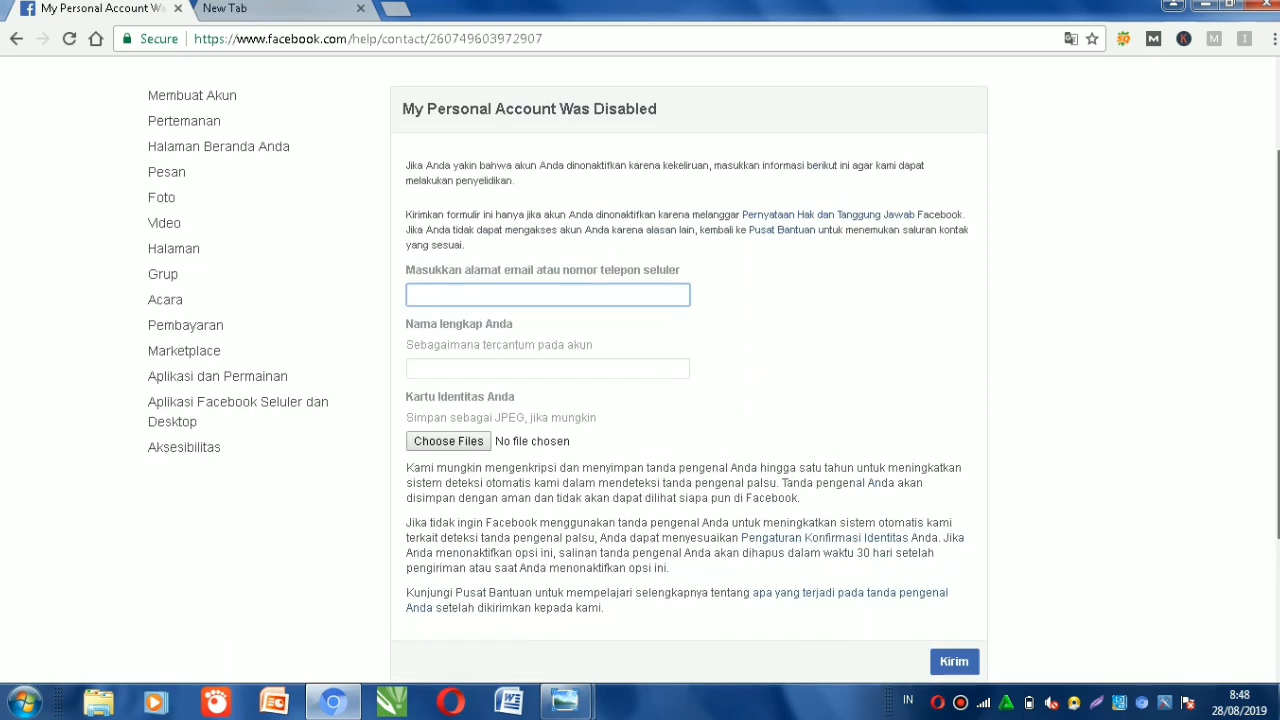 My Personal Account Wa
New Tab
Secure
https://www.facebook.com/help/contact/260749603972907
Membuat Akun
Pertemanan
Halaman Beranda Anda
Pesan
Foto
Video
Halaman
Grup
Acara
Pembayaran
Marketplace
Aplikasi dan Permainan
Aplikasi Facebook Seluler dan
Desktop
Aksesibilitas
My Personal Account Was Disabled
Jika Anda yakin bahwa akun Anda dinonaktifkan karena kekeliruan, masukkan informasi berikut ini agar kami dapat
melakukan penyelidikan.
Kirimkan formulir ini hanya jika akun Anda dinonaktifkan karena melanggar Pernyataan Hak dan Tanggung Jawab Facebook.
Jika Anda tidak dapat mengakses akun Anda karena alasan lain, kembali ke Pusat Bantuan untuk menemukan saluran kontak
yang sesuai.
Masukkan alamat email atau nomor telepon seluler
Nama lengkap Anda
Sebagaimana tercantum pada akun
Kartu Identitas Anda
Simpan sebagai JPEG, jika mungkin
Choose Files No file chosen
Kami mungkin mengenkripsi dan menyimpan tanda pengenal Anda hingga satu tahun untuk meningkatkan
sistem deteksi otomatis kami dalam mendeteksi tanda pengenal palsu. Tanda pengenal Anda akan
disimpan dengan aman dan tidak akan dapat dilihat siapa pun di Facebook.
Jika tidak ingin Facebook menggunakan tanda pengenal Anda untuk meningkatkan sistem otomatis kami
terkait deteksi tanda pengenal palsu, Anda dapat menyesuaikan Pengaturan Konfirmasi Identitas Anda. Jika
Anda menonaktifkan opsi ini, salinan tanda pengenal Anda akan dihapus dalam waktu 30 hari setelah
pengiriman atau saat Anda menonaktifkan opsi ini.
Kunjungi Pusat Bantuan untuk mempelajari selengkapnya tentang apa yang terjadi pada tanda pengenal
Anda setelah dikirimkan kepada kami.
Kirim
IN
8:48
28/08/2019